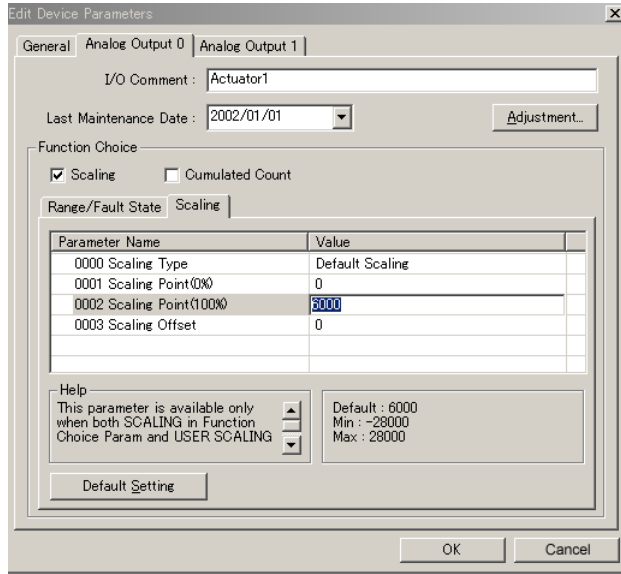 Edit Device Parameters
General
Analog Output 0
Analog Output 1
I/O Comment : Actuator1
Last Maintenance Date : 2002/01/01
Adjustment...
Function Choice
Scaling
Cumulated Count
Range/Fault State
Scaling
Parameter Name Value
0000 Scaling Type Default Scaling
0001 Scaling Point(0%) 0
0002 Scaling Point(100%) 6000
0003 Scaling Offset 0
Help
This parameter is available only
when both SCALING in Function
Choice Param and USER SCALING
Default : 6000
Min : -28000
Max : 28000
Default Setting
OK
Cancel